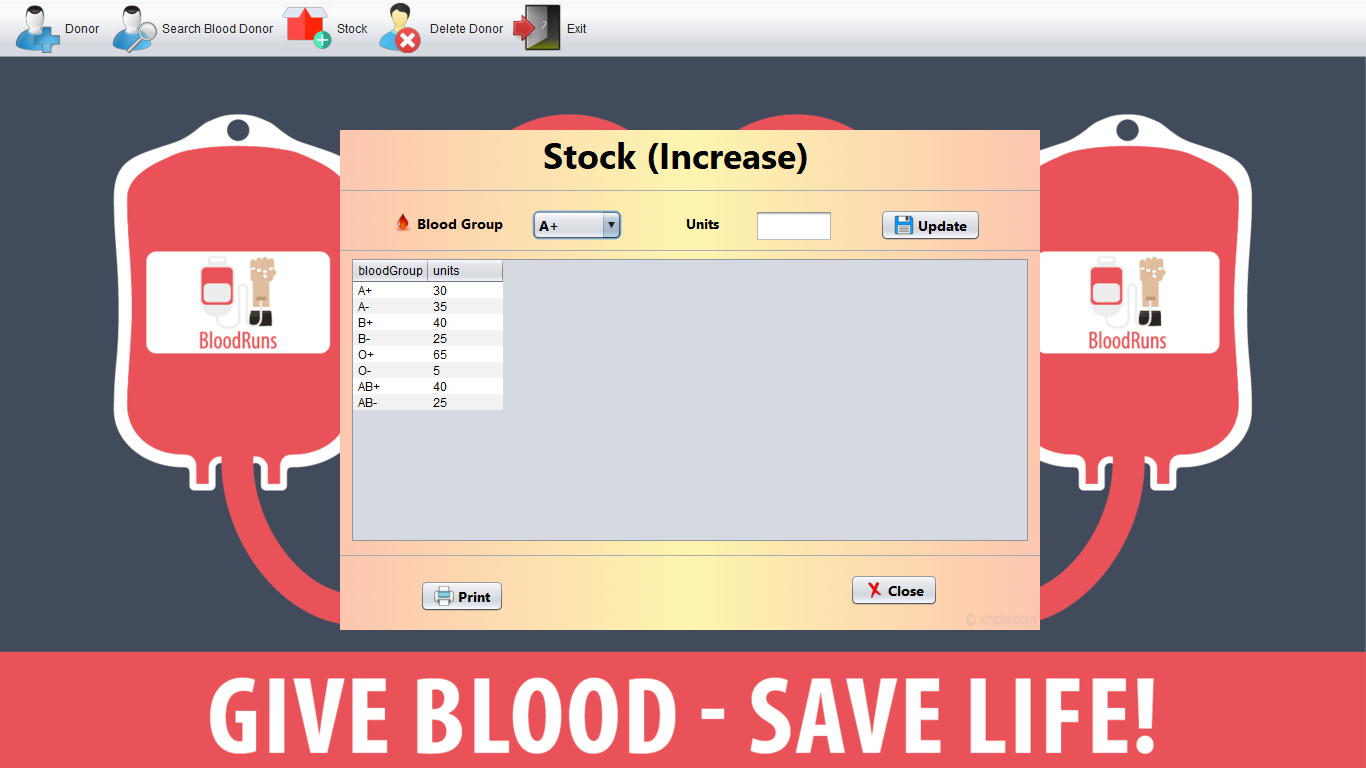 Donor Search Blood Donor Stock Delete Donor Exit
Stock (Increase)
Blood Group A+ Units Update
bloodGroup units
A+ 30
A- 35
B+ 40
B- 25
O+ 65
O- 5
AB+ 40
AB- 25
BloodRuns
BloodRuns
Print
Close
© xmple.com
GIVE BLOOD - SAVE LIFE!